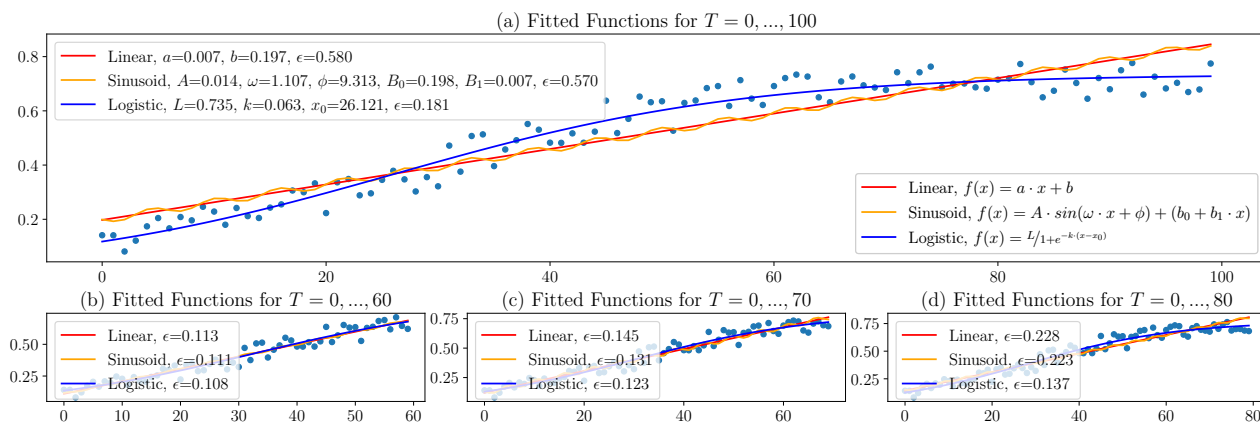 (a) Fitted Functions for T = 0, ..., 100
Linear, a=0.007, b=0.197, ϵ=0.580
Sinusoid, A=0.014, ω=1.107, ϕ=9.313, B₀=0.198, B₁=0.007, ϵ=0.570
Logistic, L=0.735, k=0.063, x₀=26.121, ϵ=0.181
0.8
0.6
0.4
0.2
Linear, f(x) = a · x + b
Sinusoid, f(x) = A · sin(ω · x + ϕ) + (b₀ + b₁ · x)
Logistic, f(x) = L/1+e^{-k·(x-x₀)}
0 20 40 60 80 100
(b) Fitted Functions for T = 0, ..., 60
0.50
0.25
Linear, ϵ=0.113
Sinusoid, ϵ=0.111
Logistic, ϵ=0.108
0 10 20 30 40 50 60
(c) Fitted Functions for T = 0, ..., 70
0.75
0.50
0.25
Linear, ϵ=0.145
Sinusoid, ϵ=0.131
Logistic, ϵ=0.123
0 20 40 60
(d) Fitted Functions for T = 0, ..., 80
0.75
0.50
0.25
Linear, ϵ=0.228
Sinusoid, ϵ=0.223
Logistic, ϵ=0.137
0 20 40 60 80